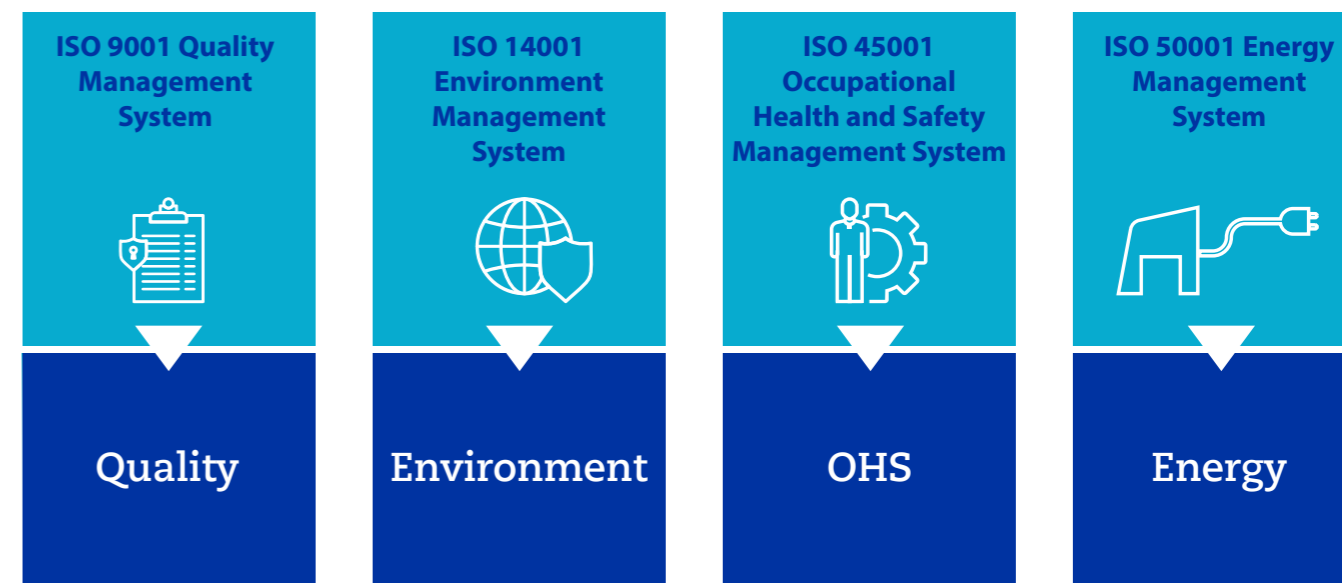 ISO 9001 Quality
Management
System
ISO 14001
Environment
Management
System
ISO 45001
Occupational
Health and Safety
Management System
ISO 50001 Energy
Management
System
Quality
Environment
OHS
Energy